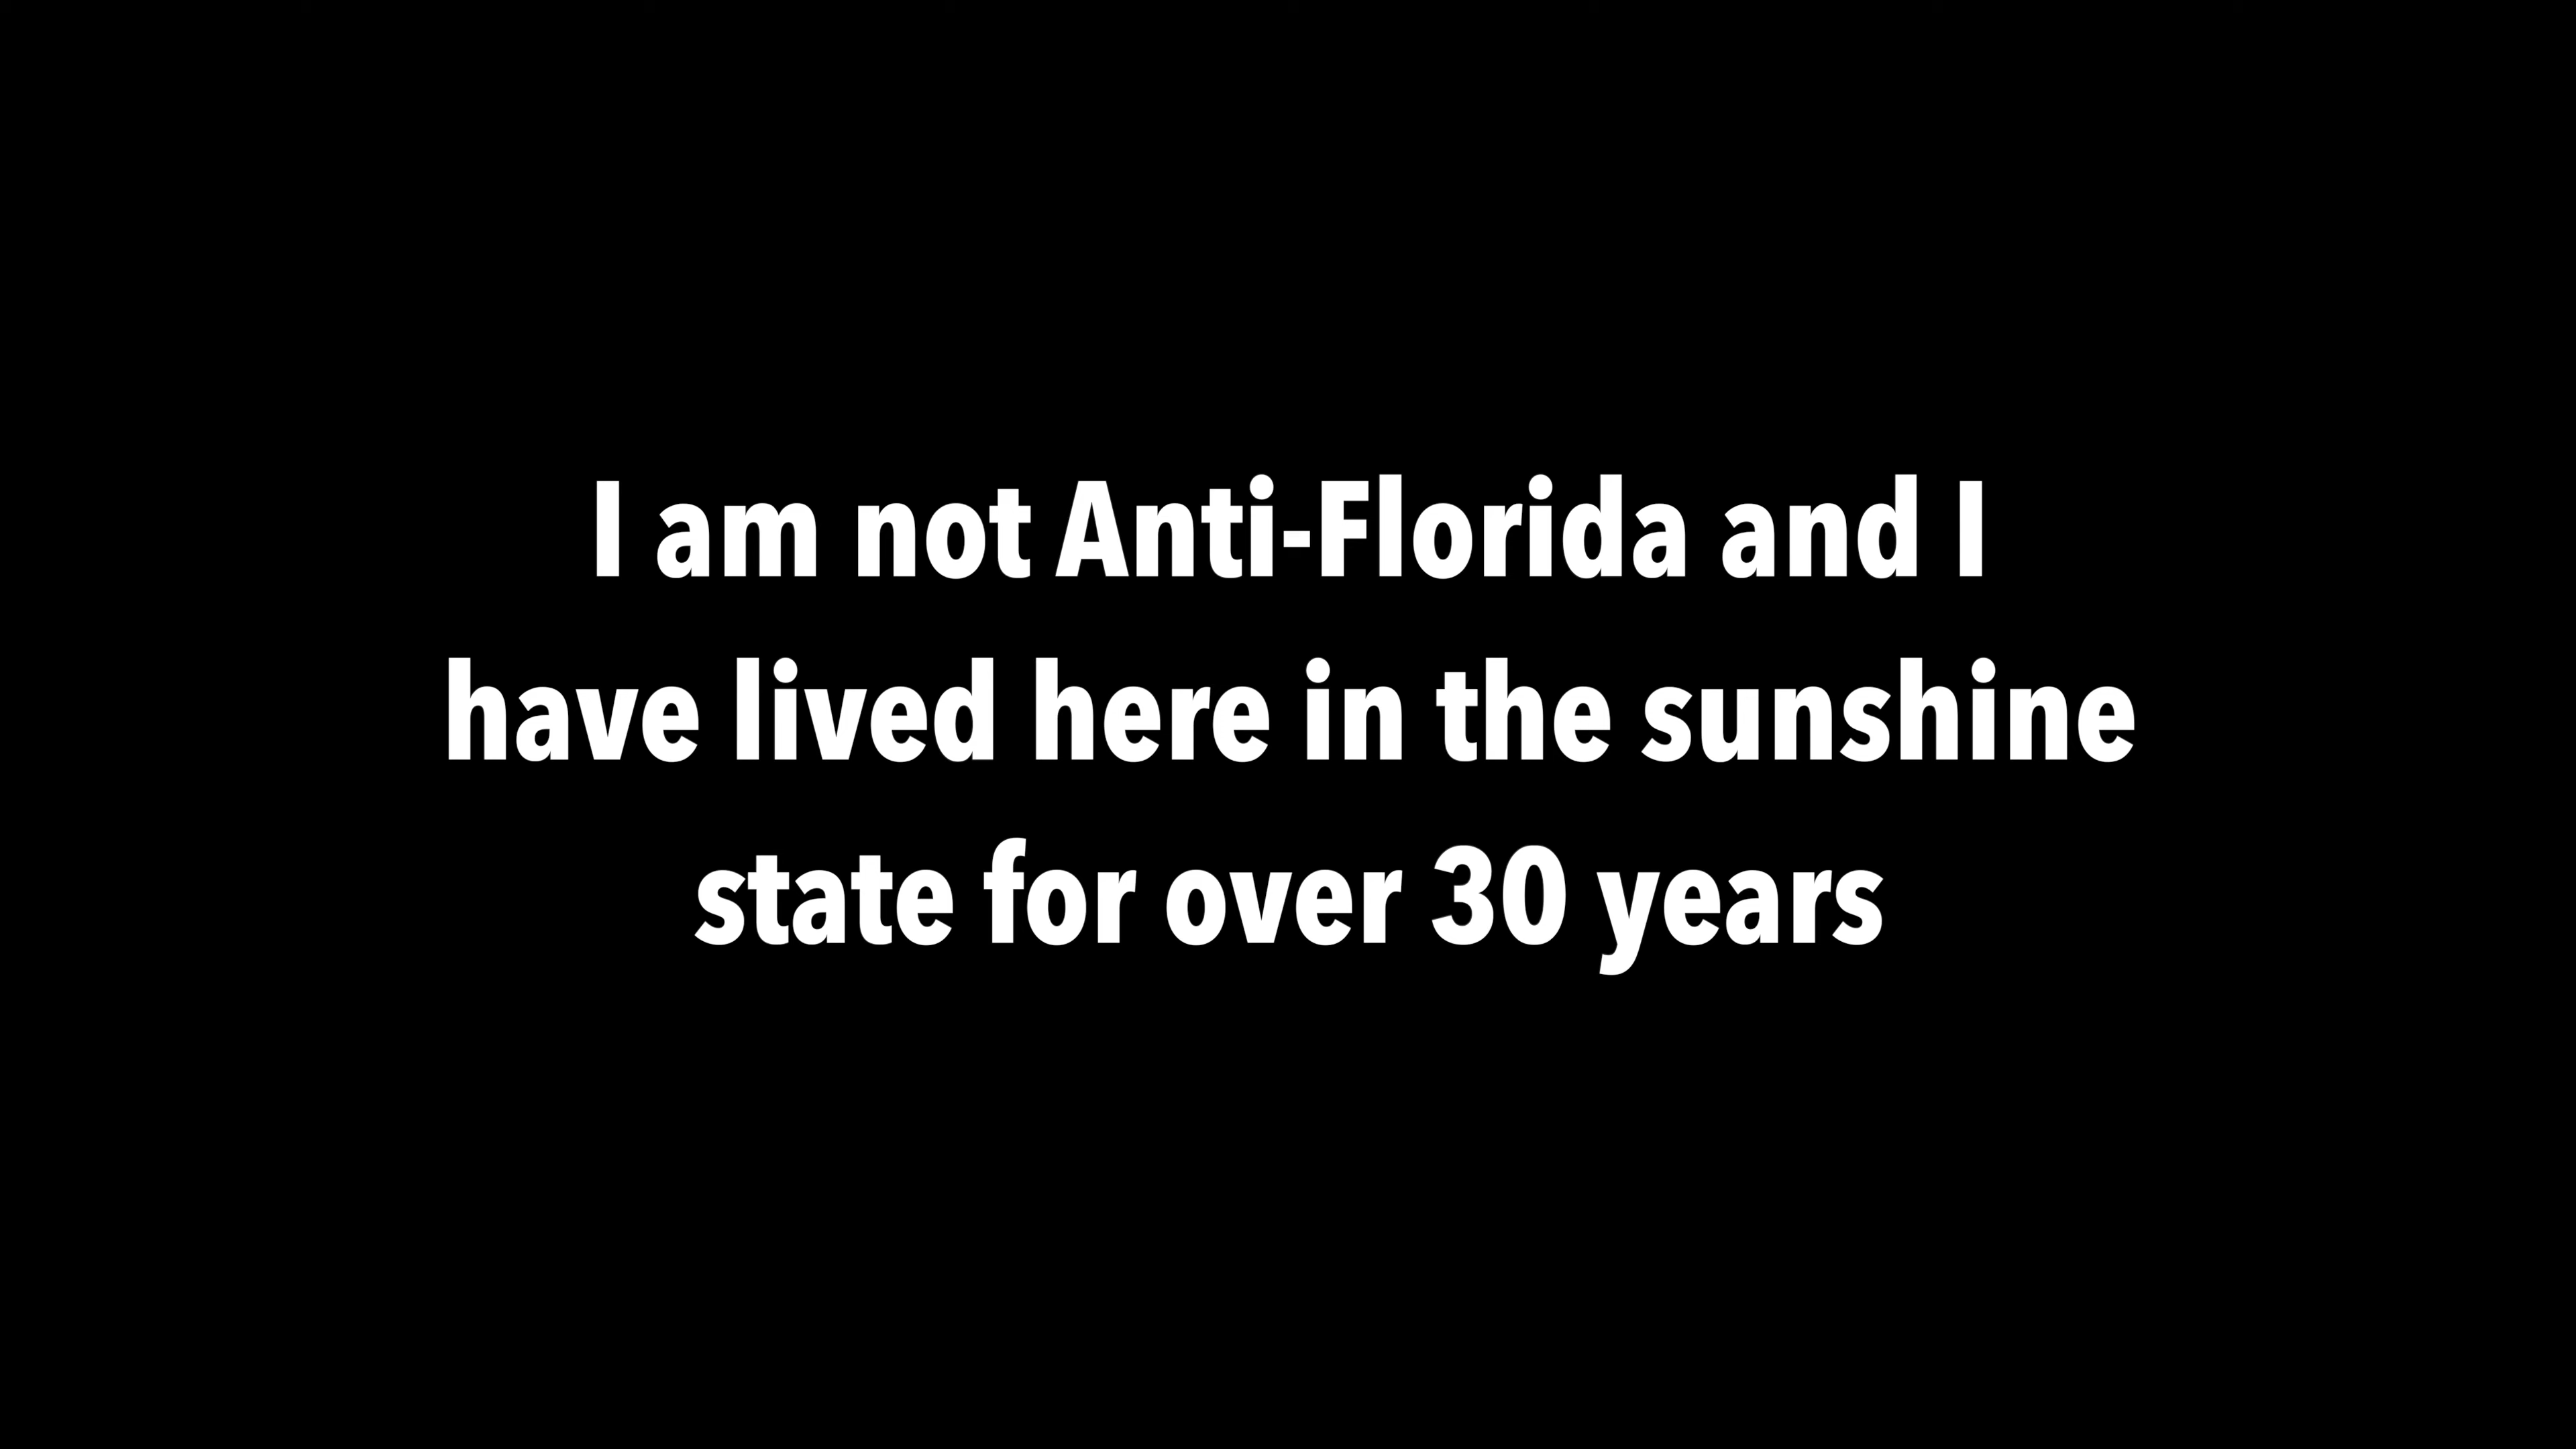 I am not Anti-Florida and I
have lived here in the sunshine
state for over 30 years